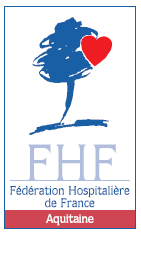 FHF
Fédération Hospitalière
de France
Aquitaine